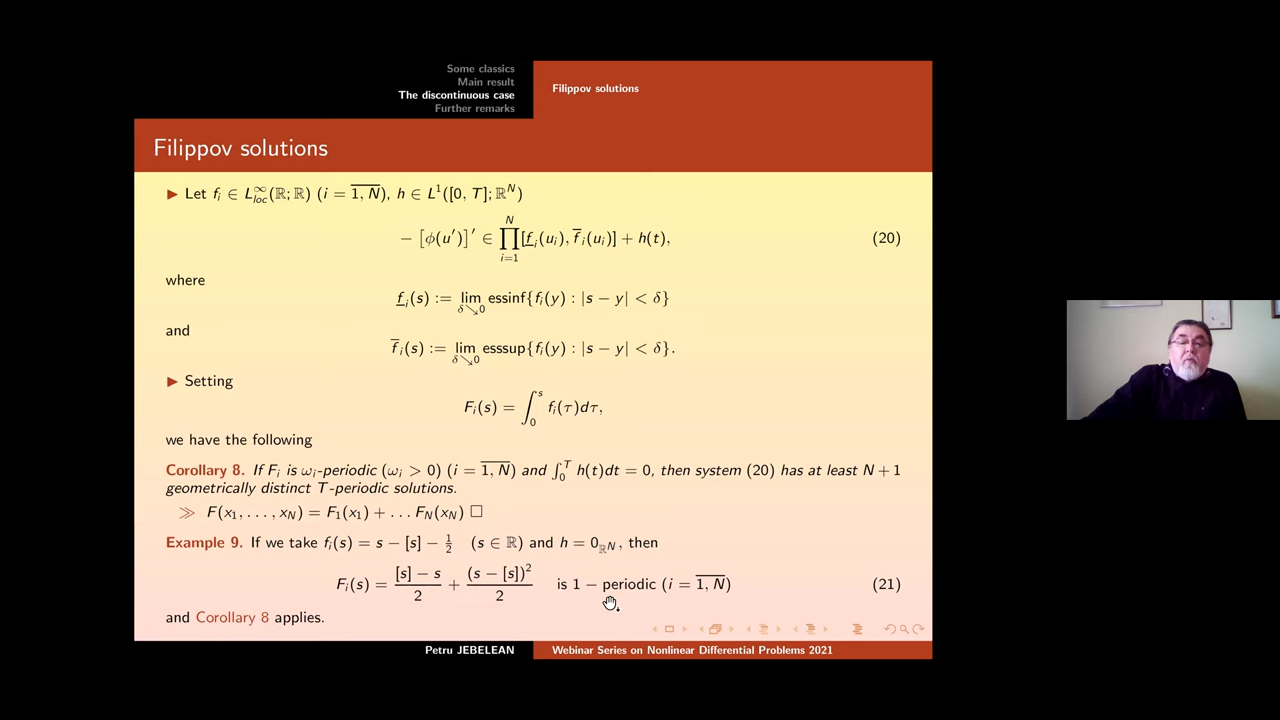 Some classics
Main result
The discontinuous case
Further remarks
Filippov solutions
Filippov solutions
▶ Let f_i ∈ L^∞_{loc}(ℝ; ℝ) (i = \overline{1, N}), h ∈ L^1([0, T]; ℝ^N)
− [ϕ(u′)]′ ∈ ∏_{i=1}^{N} [\underline{f}_i(u_i), \overline{f}_i(u_i)] + h(t), (20)
where
\underline{f}_i(s) := lim_{δ↘0} essinf{f_i(y) : |s − y| < δ}
and
\overline{f}_i(s) := lim_{δ↘0} esssup{f_i(y) : |s − y| < δ}.
▶ Setting
F_i(s) = ∫_0^s f_i(τ)dτ,
we have the following
Corollary 8. If F_i is ω_i-periodic (ω_i > 0) (i = \overline{1, N}) and ∫_0^T h(t)dt = 0, then system (20) has at least N + 1
geometrically distinct T-periodic solutions.
≫ F(x_1, . . . , x_N) = F_1(x_1) + . . . F_N(x_N) □
Example 9. If we take f_i(s) = s − [s] − 1/2 (s ∈ ℝ) and h = 0_{ℝ^N}, then
F_i(s) = ([s] − s)/2 + (s − [s])^2/2 is 1 − periodic (i = \overline{1, N}) (21)
and Corollary 8 applies.
Petru JEBELEAN
Webinar Series on Nonlinear Differential Problems 2021